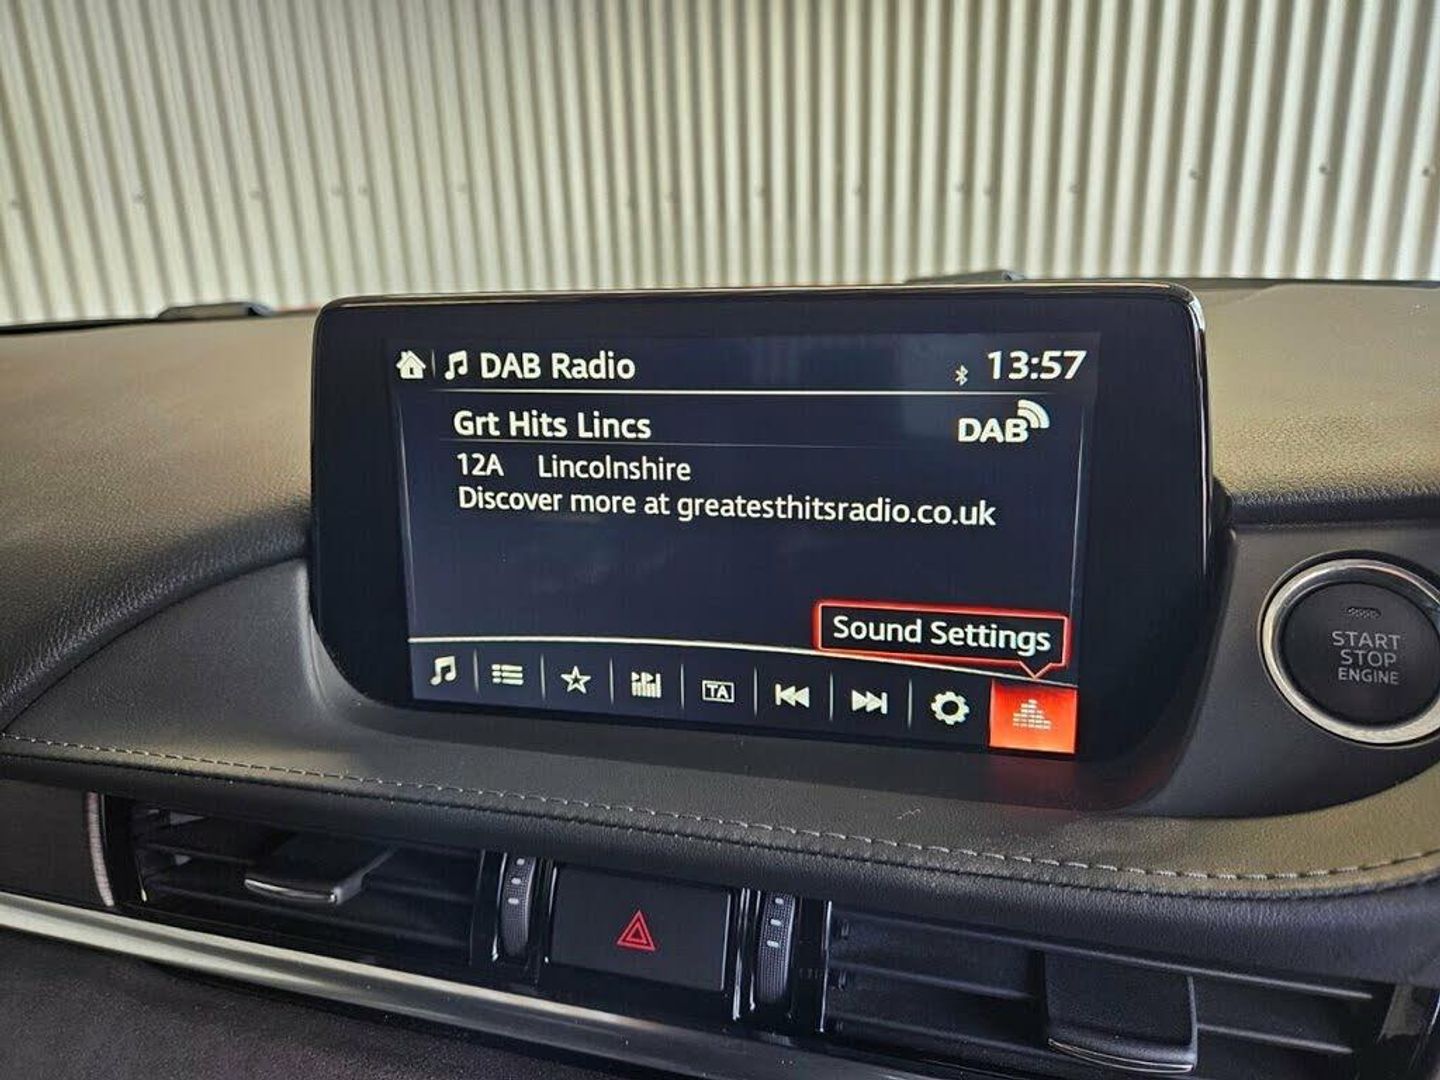 DAB Radio
13:57
Grt Hits Lincs
DAB
12A Lincolnshire
Discover more at greatesthitsradio.co.uk
Sound Settings
TA
START
STOP
ENGINE